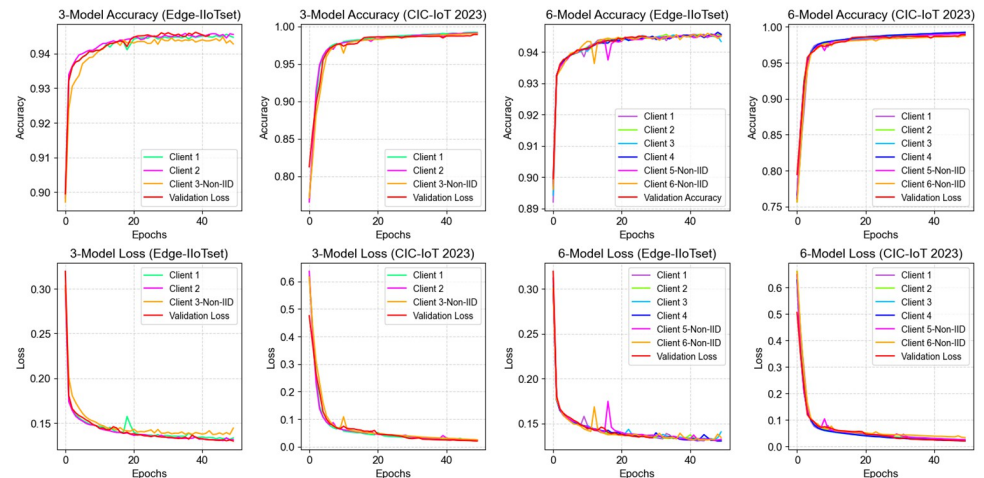 3-Model Accuracy (Edge-IIoTset)
0.94
0.93
0.92
0.91
0.90
Accuracy
0
20
40
Epochs
Client 1
Client 2
Client 3-Non-IID
Validation Loss
3-Model Accuracy (CIC-IoT 2023)
1.00
0.95
0.90
0.85
0.80
Accuracy
0
20
40
Epochs
Client 1
Client 2
Client 3-Non-IID
Validation Loss
6-Model Accuracy (Edge-IIoTset)
0.94
0.93
0.92
0.91
0.90
0.89
Accuracy
0
20
40
Epochs
Client 1
Client 2
Client 3
Client 4
Client 5-Non-IID
Client 6-Non-IID
Validation Accuracy
6-Model Accuracy (CIC-IoT 2023)
1.00
0.95
0.90
0.85
0.80
0.75
Accuracy
0
20
40
Epochs
Client 1
Client 2
Client 3
Client 4
Client 5-Non-IID
Client 6-Non-IID
Validation Loss
3-Model Loss (Edge-IIoTset)
0.30
0.25
0.20
0.15
Loss
0
20
40
Epochs
Client 1
Client 2
Client 3-Non-IID
Validation Loss
3-Model Loss (CIC-IoT 2023)
0.6
0.5
0.4
0.3
0.2
0.1
0.0
Loss
0
20
40
Epochs
Client 1
Client 2
Client 3-Non-IID
Validation Loss
6-Model Loss (Edge-IIoTset)
0.30
0.25
0.20
0.15
Loss
0
20
40
Epochs
Client 1
Client 2
Client 3
Client 4
Client 5-Non-IID
Client 6-Non-IID
Validation Loss
6-Model Loss (CIC-IoT 2023)
0.6
0.5
0.4
0.3
0.2
0.1
0.0
Loss
0
20
40
Epochs
Client 1
Client 2
Client 3
Client 4
Client 5-Non-IID
Client 6-Non-IID
Validation Loss